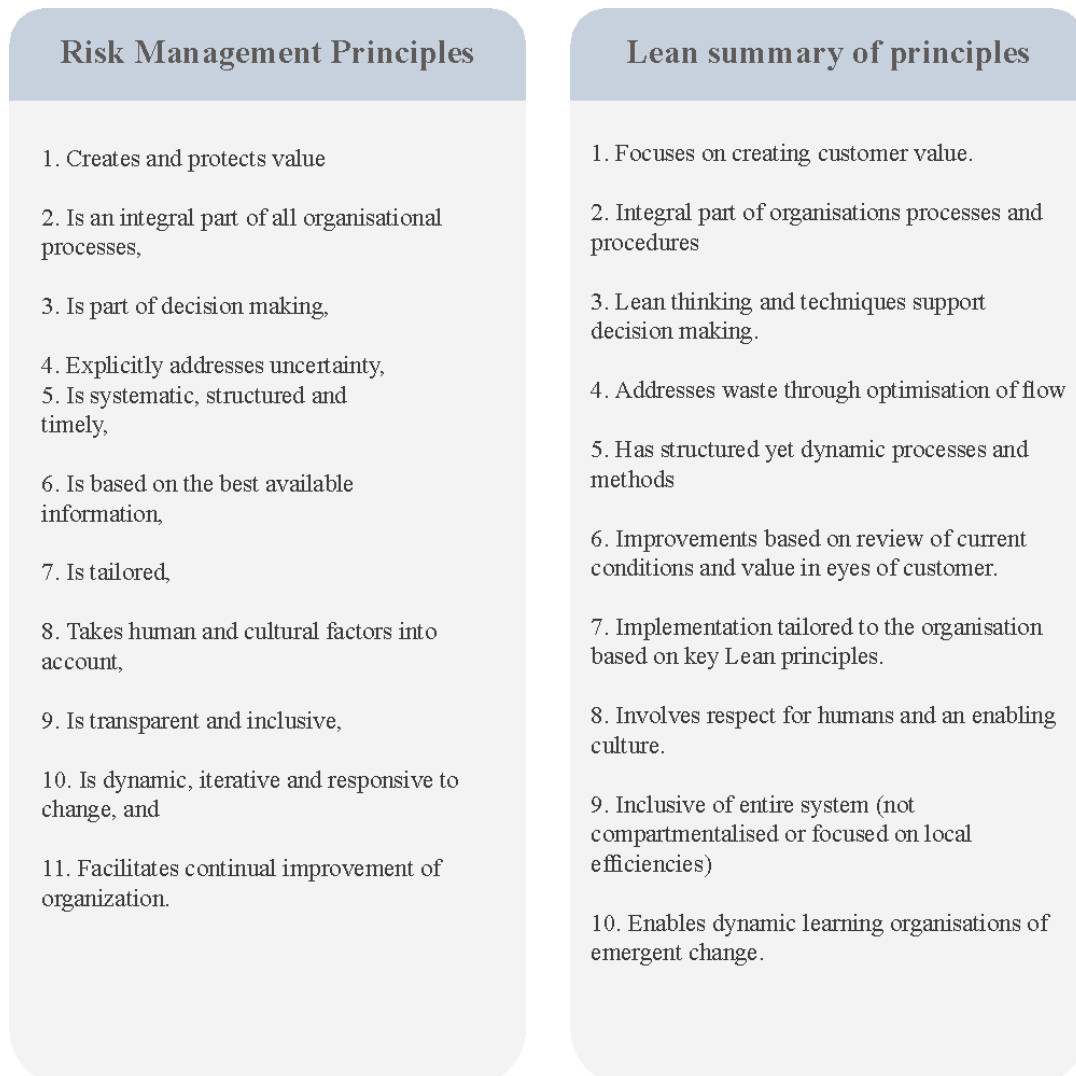 Risk Management Principles
1. Creates and protects value
2. Is an integral part of all organisational
processes,
3. Is part of decision making,
4. Explicitly addresses uncertainty,
5. Is systematic, structured and
timely,
6. Is based on the best available
information,
7. Is tailored,
8. Takes human and cultural factors into
account,
9. Is transparent and inclusive,
10. Is dynamic, iterative and responsive to
change, and
11. Facilitates continual improvement of
organization.
Lean summary of principles
1. Focuses on creating customer value.
2. Integral part of organisations processes and
procedures
3. Lean thinking and techniques support
decision making.
4. Addresses waste through optimisation of flow
5. Has structured yet dynamic processes and
methods
6. Improvements based on review of current
conditions and value in eyes of customer.
7. Implementation tailored to the organisation
based on key Lean principles.
8. Involves respect for humans and an enabling
culture.
9. Inclusive of entire system (not
compartmentalised or focused on local
efficiencies)
10. Enables dynamic learning organisations of
emergent change.